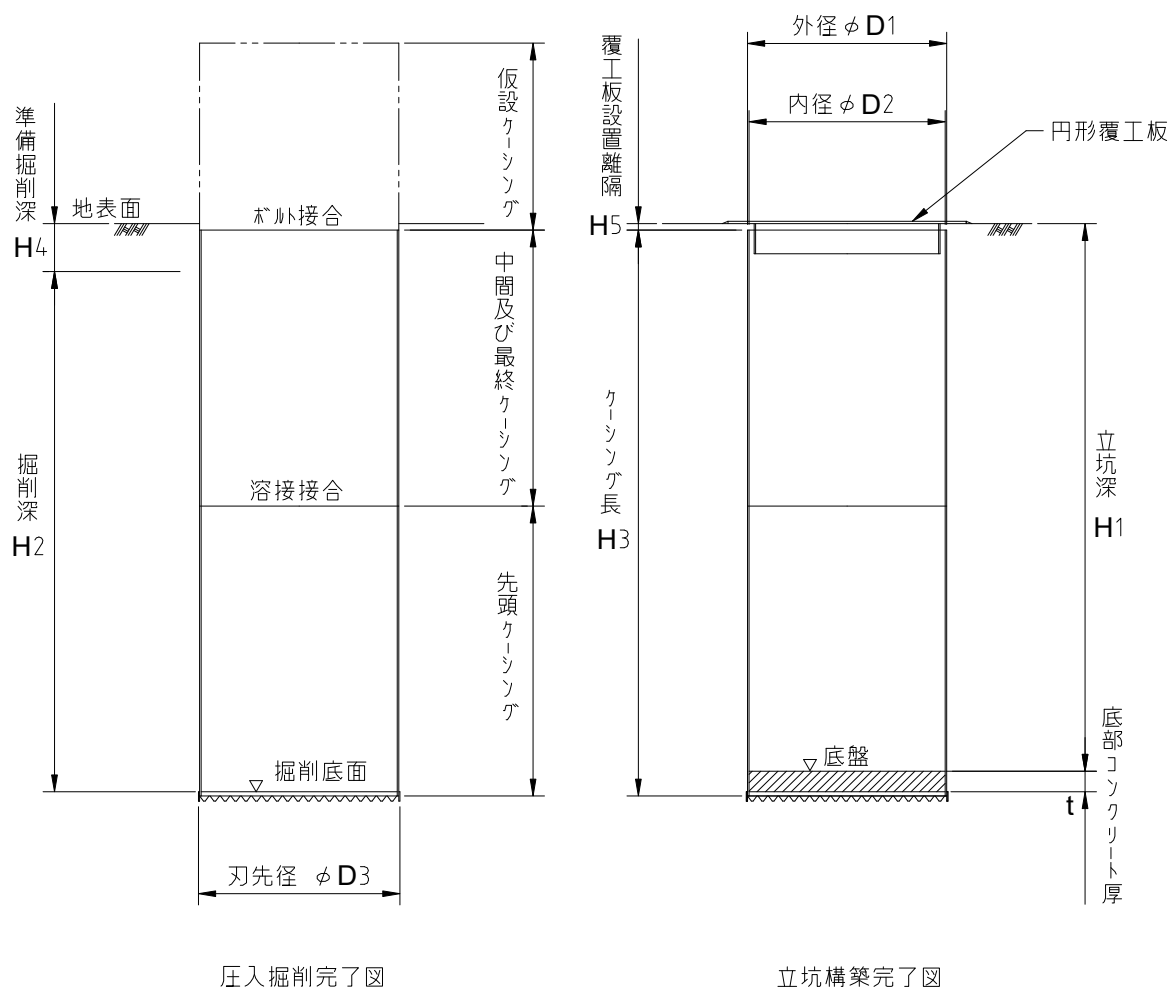 準備掘削深
H4
地表面
ボルト接合
仮設ケーシング
中間及び最終ケーシング
掘削深
H2
溶接接合
先頭ケーシング
掘削底面
刃先径 φD3
圧入掘削完了図
外径φD1
内径φD2
覆工板設置離隔
H5
円形覆工板
ケーシング長
H3
立坑深
H1
底盤
底部コンクリート厚
t
立坑構築完了図